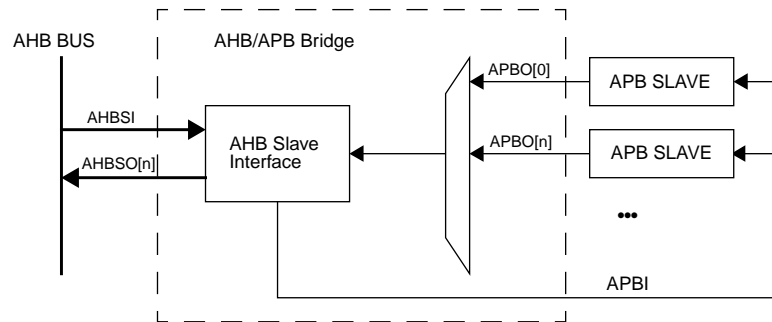 AHB BUS
AHB/APB Bridge
APBO[0]
APB SLAVE
AHBSI
AHB Slave
Interface
APBO[n]
APB SLAVE
AHBSO[n]
•••
APBI